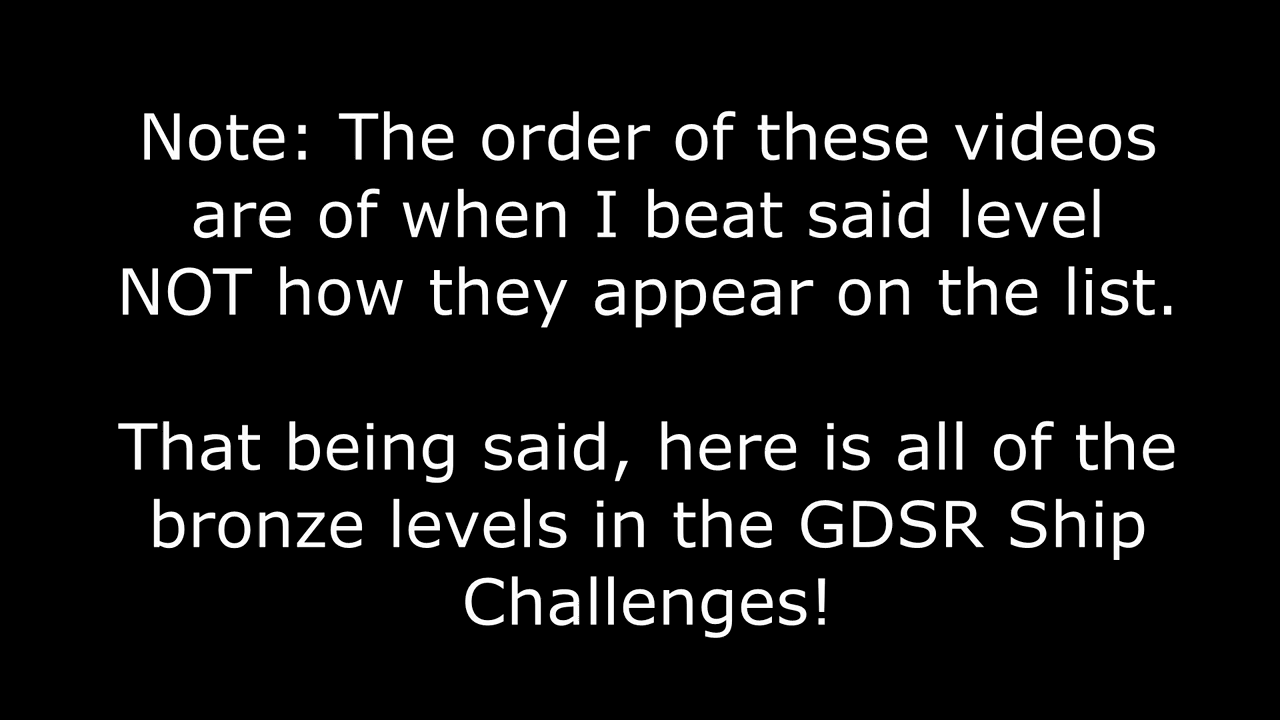 Note: The order of these videos
are of when I beat said level
NOT how they appear on the list.
That being said, here is all of the
bronze levels in the GDSR Ship
Challenges!